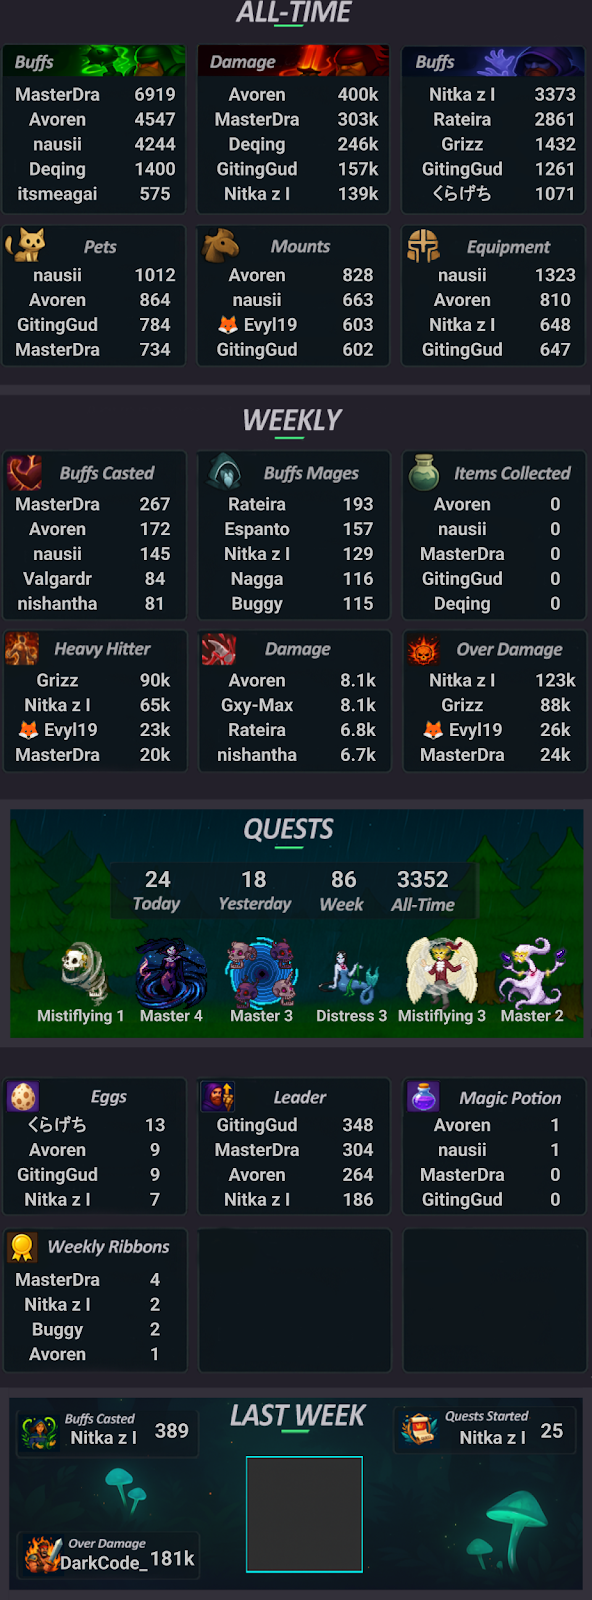 ALL-TIME
Buffs
MasterDra 6919
Avoren 4547
nausii 4244
Deqing 1400
itsmeagai 575
Damage
Avoren 400k
MasterDra 303k
Deqing 246k
GitingGud 157k
Nitka z l 139k
Buffs
Nitka z l 3373
Rateira 2861
Grizz 1432
GitingGud 1261
くらげち 1071
Pets
nausii 1012
Avoren 864
GitingGud 784
MasterDra 734
Mounts
Avoren 828
nausii 663
🦊 Evyl19 603
GitingGud 602
Equipment
nausii 1323
Avoren 810
Nitka z l 648
GitingGud 647
WEEKLY
Buffs Casted
MasterDra 267
Avoren 172
nausii 145
Valgardr 84
nishantha 81
Buffs Mages
Rateira 193
Espanto 157
Nitka z l 129
Nagga 116
Buggy 115
Items Collected
Avoren 0
nausii 0
MasterDra 0
GitingGud 0
Deqing 0
Heavy Hitter
Grizz 90k
Nitka z l 65k
🦊 Evyl19 23k
MasterDra 20k
Damage
Avoren 8.1k
Gxy-Max 8.1k
Rateira 6.8k
nishantha 6.7k
Over Damage
Nitka z l 123k
Grizz 88k
🦊 Evyl19 26k
MasterDra 24k
QUESTS
24 18 86 3352
Today Yesterday Week All-Time
Mistiflying 1 Master 4 Master 3 Distress 3 Mistiflying 3 Master 2
Eggs
くらげち 13
Avoren 9
GitingGud 9
Nitka z l 7
Leader
GitingGud 348
MasterDra 304
Avoren 264
Nitka z l 186
Magic Potion
Avoren 1
nausii 1
MasterDra 0
GitingGud 0
Weekly Ribbons
MasterDra 4
Nitka z l 2
Buggy 2
Avoren 1
LAST WEEK
Buffs Casted
Nitka z l 389
Quests Started
Nitka z l 25
Over Damage
DarkCode_ 181k